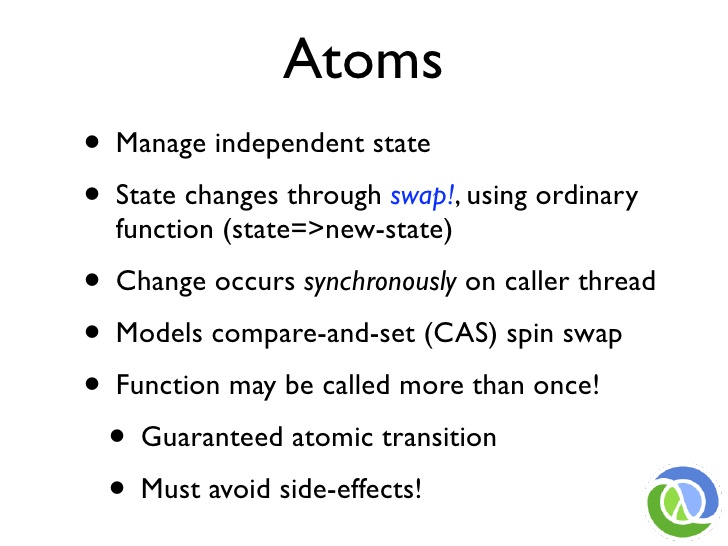 Atoms
• Manage independent state
• State changes through swap!, using ordinary
function (state=>new-state)
• Change occurs synchronously on caller thread
• Models compare-and-set (CAS) spin swap
• Function may be called more than once!
• Guaranteed atomic transition
• Must avoid side-effects!